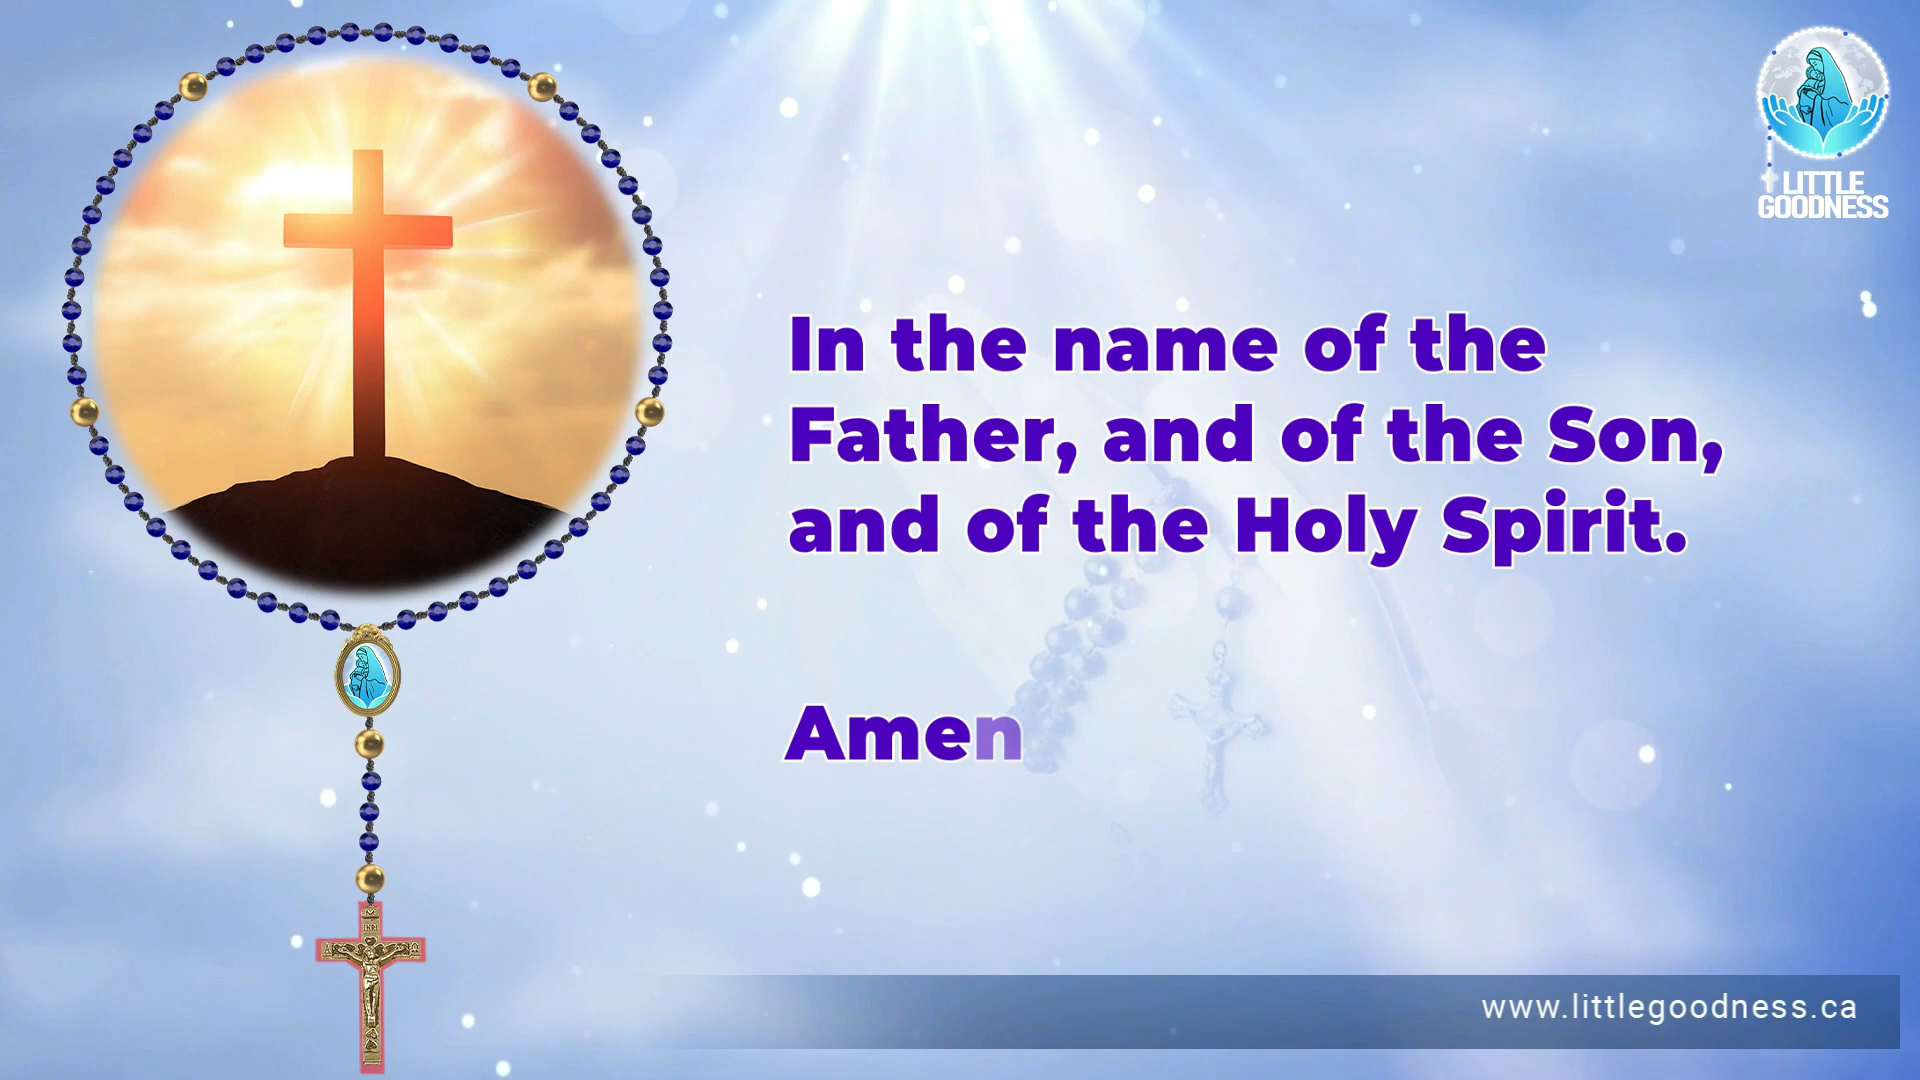 LITTLE
GOODNESS
In the name of the
Father, and of the Son,
and of the Holy Spirit.
Amen
INRI
A Ω
www.littlegoodness.ca